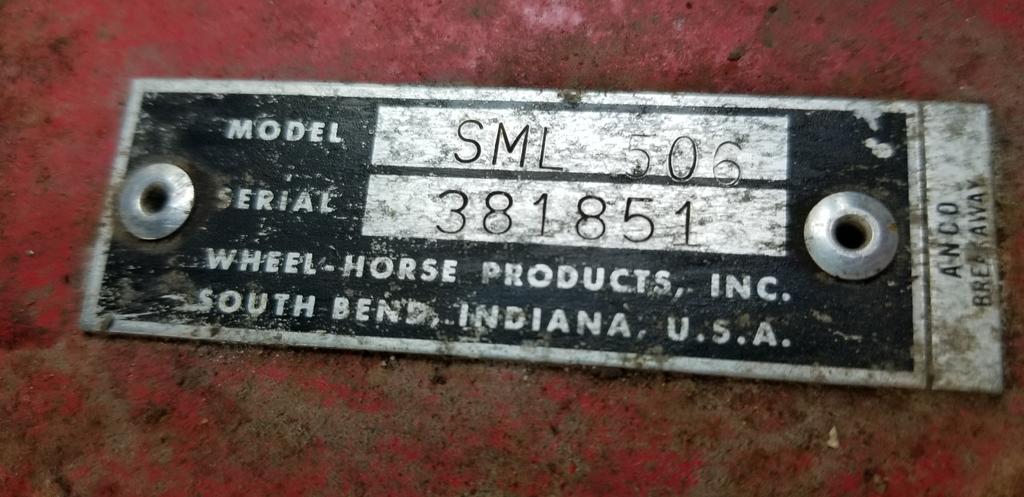 MODEL SML 506
SERIAL 381851
WHEEL-HORSE PRODUCTS, INC.
SOUTH BEND, INDIANA, U.S.A.
ANCO
BREAKAWAY